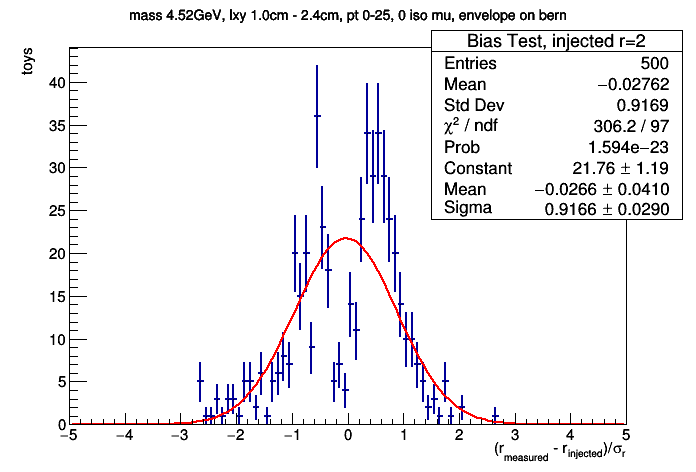 mass 4.52GeV, lxy 1.0cm - 2.4cm, pt 0-25, 0 iso mu, envelope on bern
Bias Test, injected r=2
Entries 500
Mean −0.02762
Std Dev 0.9169
χ² / ndf 306.2 / 97
Prob 1.594e−23
Constant 21.76 ± 1.19
Mean −0.0266 ± 0.0410
Sigma 0.9166 ± 0.0290
toys
40
35
30
25
20
15
10
5
0
−5 −4 −3 −2 −1 0 1 2 3 4 5
(r_measured - r_injected)/σ_r